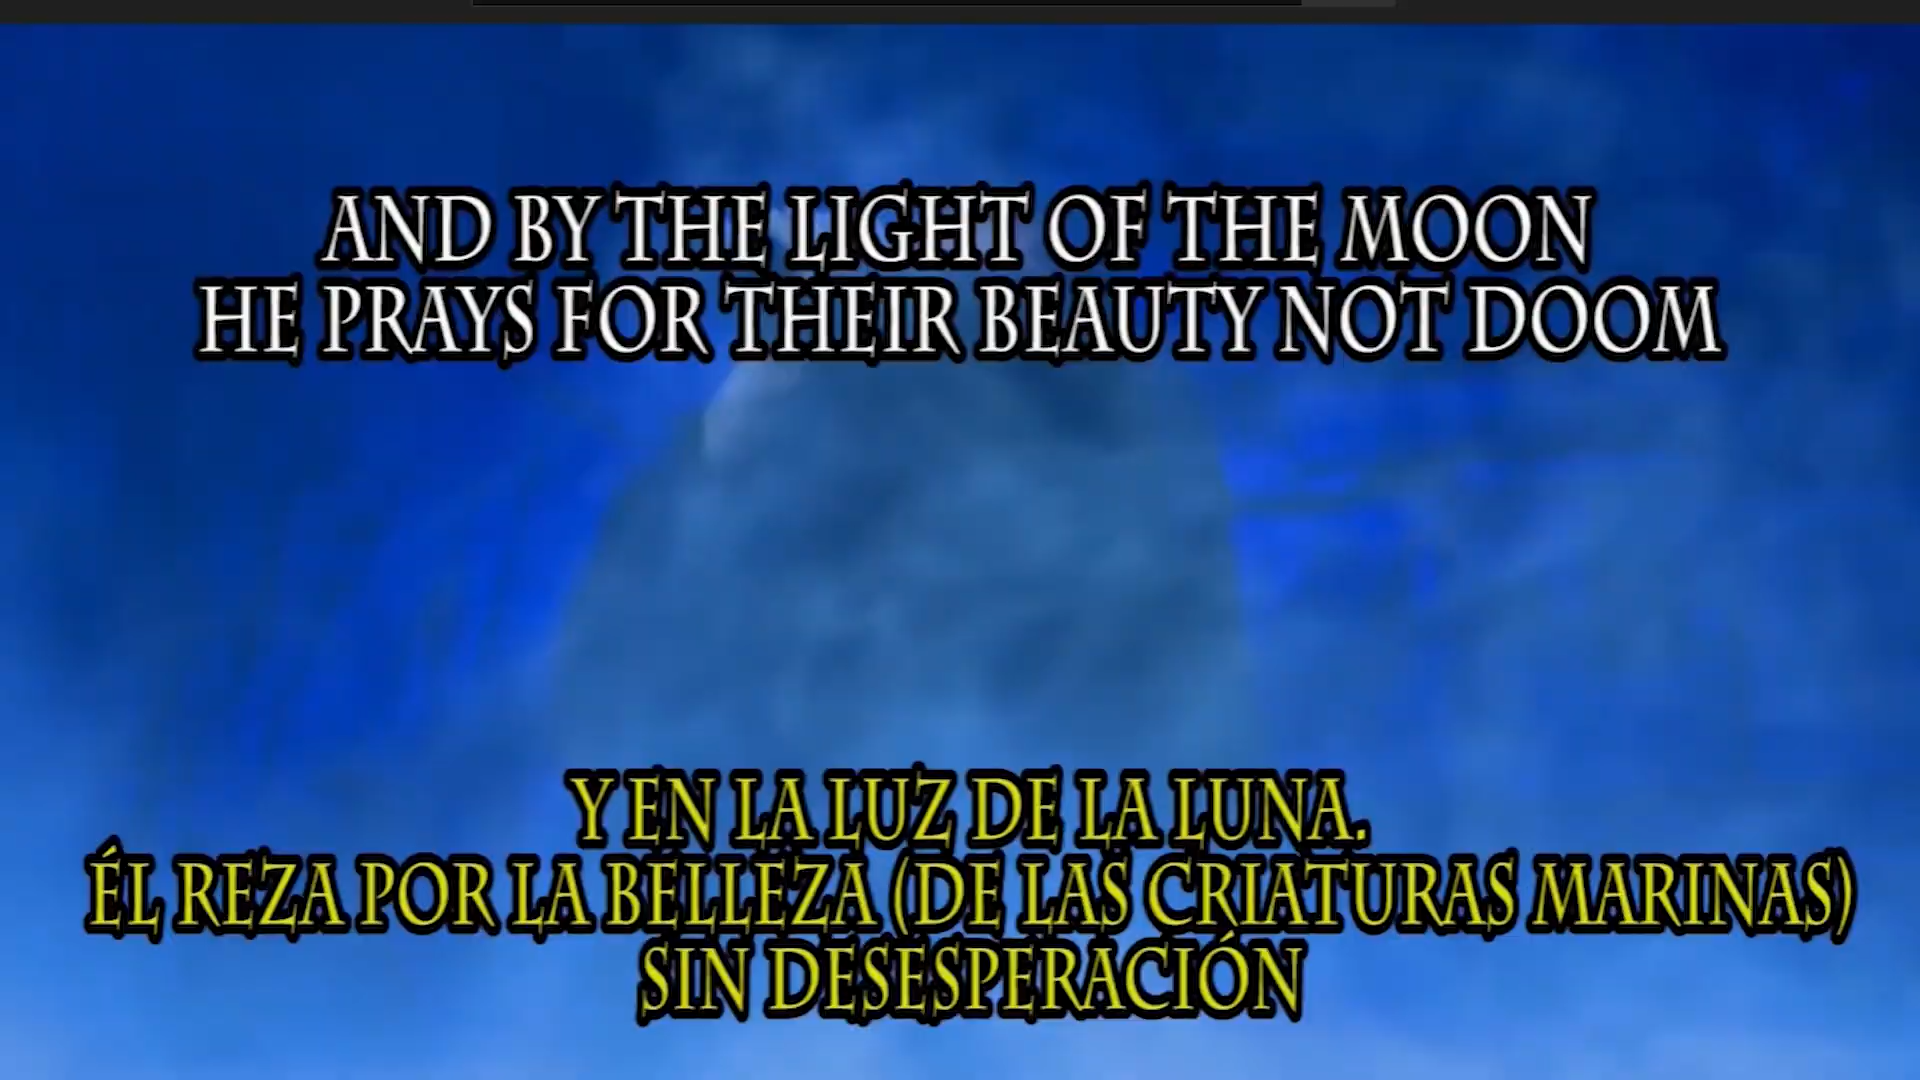 AND BY THE LIGHT OF THE MOON
HE PRAYS FOR THEIR BEAUTY NOT DOOM
Y EN LA LUZ DE LA LUNA.
ÉL REZA POR LA BELLEZA (DE LAS CRIATURAS MARINAS)
SIN DESESPERACIÓN